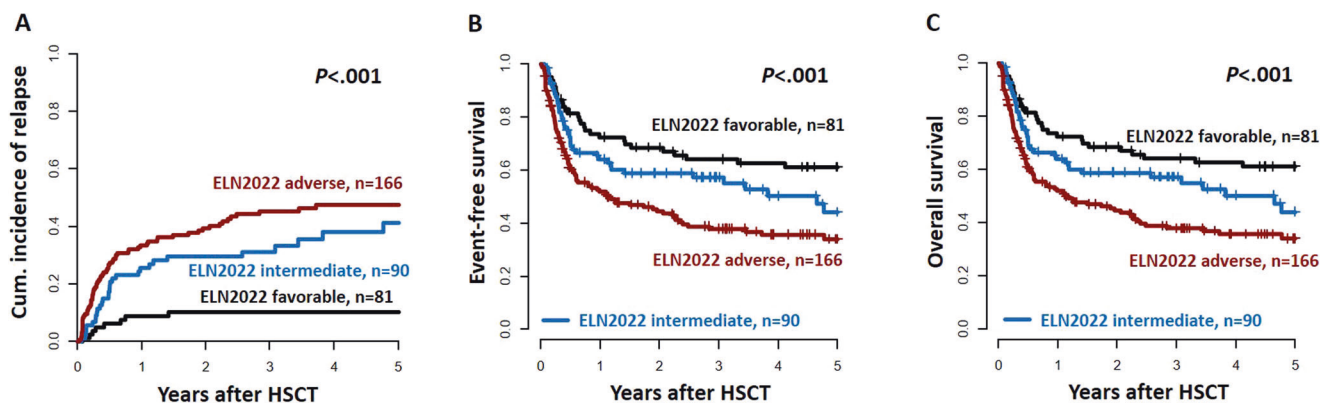 A
Cum. incidence of relapse
1.0
0.8
0.6
0.4
0.2
0.0
P<.001
ELN2022 adverse, n=166
ELN2022 intermediate, n=90
ELN2022 favorable, n=81
0 1 2 3 4 5
Years after HSCT
B
Event-free survival
1.0
0.8
0.6
0.4
0.2
0.0
P<.001
ELN2022 favorable, n=81
ELN2022 adverse, n=166
ELN2022 intermediate, n=90
0 1 2 3 4 5
Years after HSCT
C
Overall survival
1.0
0.8
0.6
0.4
0.2
0.0
P<.001
ELN2022 favorable, n=81
ELN2022 adverse, n=166
ELN2022 intermediate, n=90
0 1 2 3 4 5
Years after HSCT